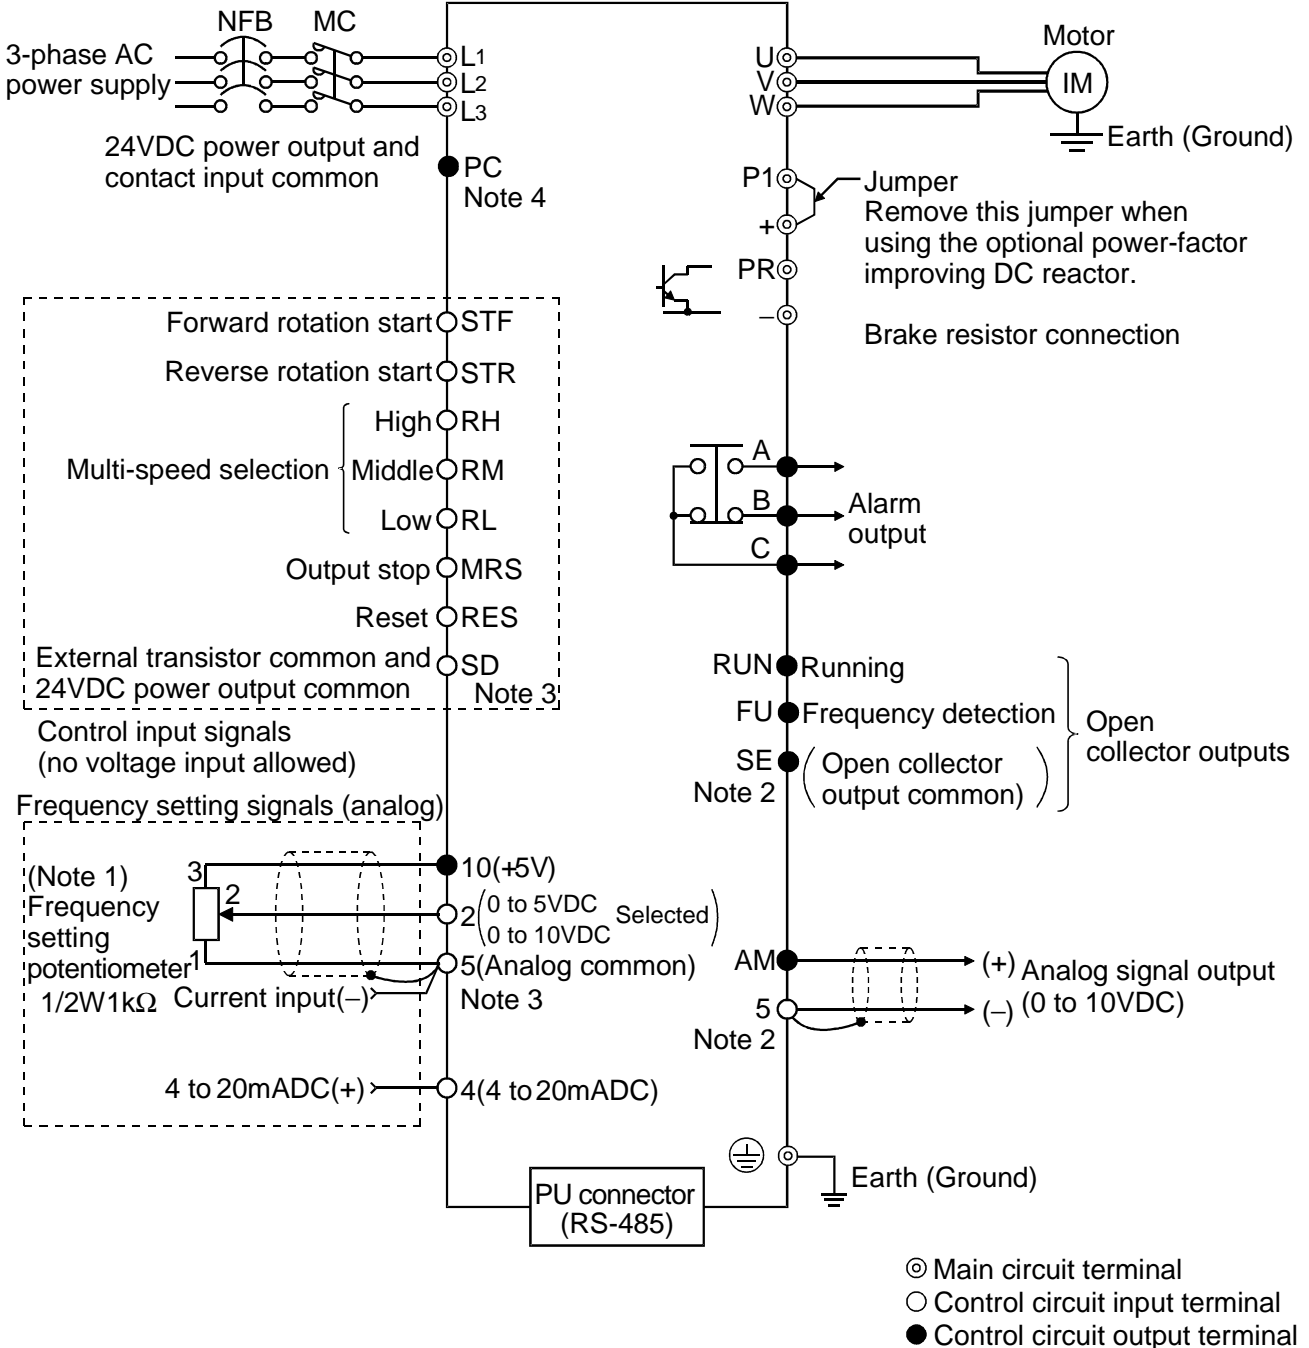 NFB MC
3-phase AC
power supply
L1
L2
L3
24VDC power output and
contact input common
PC
Note 4
Forward rotation start STF
Reverse rotation start STR
High RH
Multi-speed selection Middle RM
Low RL
Output stop MRS
Reset RES
External transistor common and
24VDC power output common
SD
Note 3
Control input signals
(no voltage input allowed)
Frequency setting signals (analog)
(Note 1)
Frequency
setting
potentiometer
1/2W1kΩ
3
2
1
10(+5V)
2
(0 to 5VDC
0 to 10VDC
Selected)
5(Analog common)
Note 3
Current input(–)
4 to 20mADC(+) 4(4 to 20mADC)
PU connector
(RS-485)
U
V
W
Motor
IM
Earth (Ground)
P1
+
PR
–
Jumper
Remove this jumper when
using the optional power-factor
improving DC reactor.
Brake resistor connection
A
B
C
Alarm
output
RUN Running
FU Frequency detection
SE
Note 2
(Open collector
output common)
Open
collector outputs
AM
5
Note 2
(+)
(–)
Analog signal output
(0 to 10VDC)
Earth (Ground)
Main circuit terminal
Control circuit input terminal
Control circuit output terminal